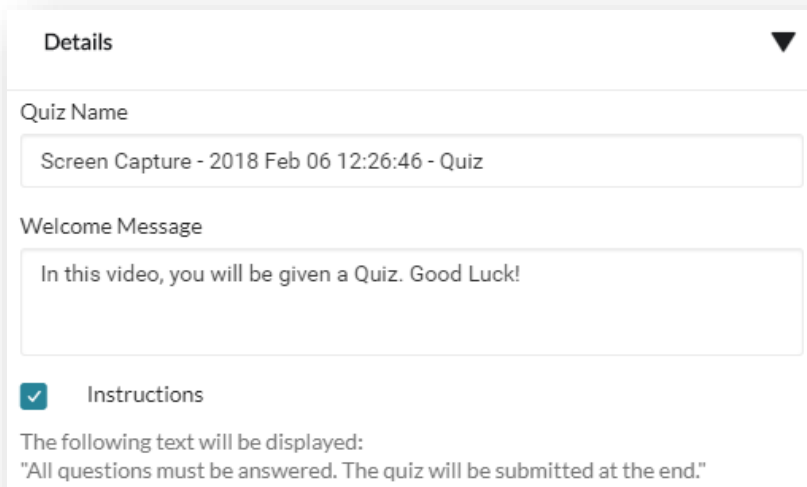 Details
Quiz Name
Screen Capture - 2018 Feb 06 12:26:46 - Quiz
Welcome Message
In this video, you will be given a Quiz. Good Luck!
Instructions
The following text will be displayed:
"All questions must be answered. The quiz will be submitted at the end."